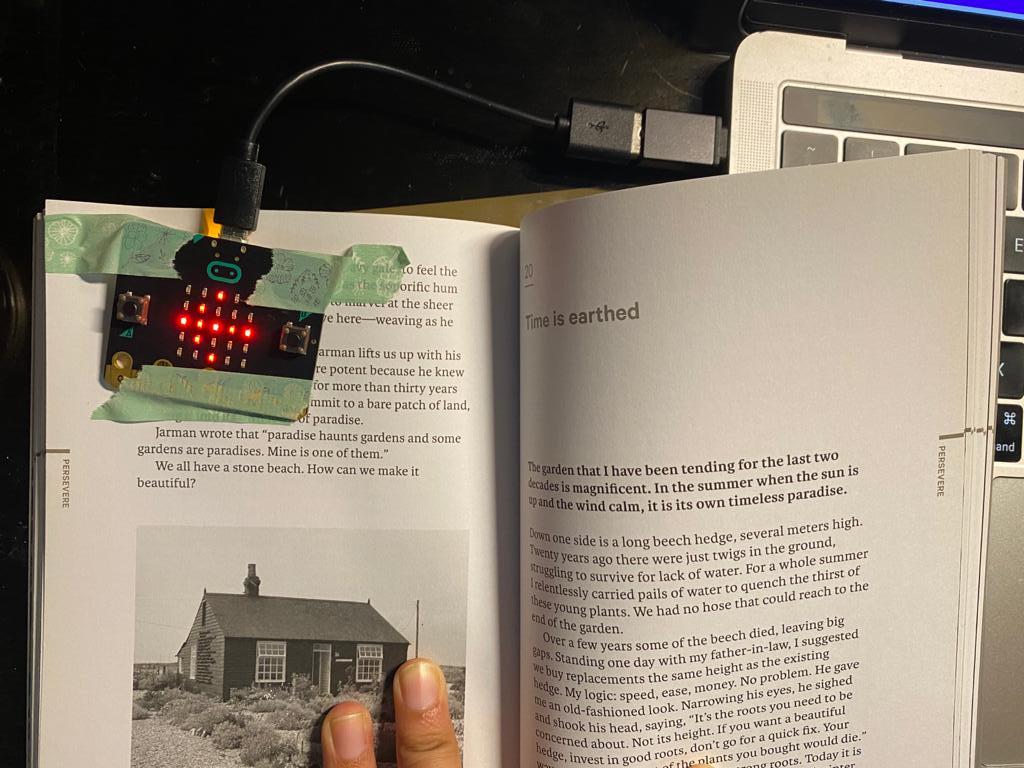 avy gale to feel the
as the soporific hum
to marvel at the sheer
e here—weaving as he
arman lifts us up with his
re potent because he knew
for more than thirty years
mmit to a bare patch of land,
of paradise.
Jarman wrote that “paradise haunts gardens and some
gardens are paradises. Mine is one of them.”
We all have a stone beach. How can we make it
beautiful?
PERSEVERE
20
Time is earthed
The garden that I have been tending for the last two
decades is magnificent. In the summer when the sun is
up and the wind calm, it is its own timeless paradise.
Down one side is a long beech hedge, several meters high.
Twenty years ago there were just twigs in the ground,
struggling to survive for lack of water. For a whole summer
I relentlessly carried pails of water to quench the thirst of
these young plants. We had no hose that could reach to the
end of the garden.
Over a few years some of the beech died, leaving big
gaps. Standing one day with my father-in-law, I suggested
we buy replacements the same height as the existing
hedge. My logic: speed, ease, money. No problem. He gave
me an old-fashioned look. Narrowing his eyes, he sighed
and shook his head, saying, “It’s the roots you need to be
concerned about. Not its height. If you want a beautiful
hedge, invest in good roots, don’t go for a quick fix. Your
of the plants you bought would die.”
roots. Today it is
PERSEVERE
~
!
E
X
⌘
and